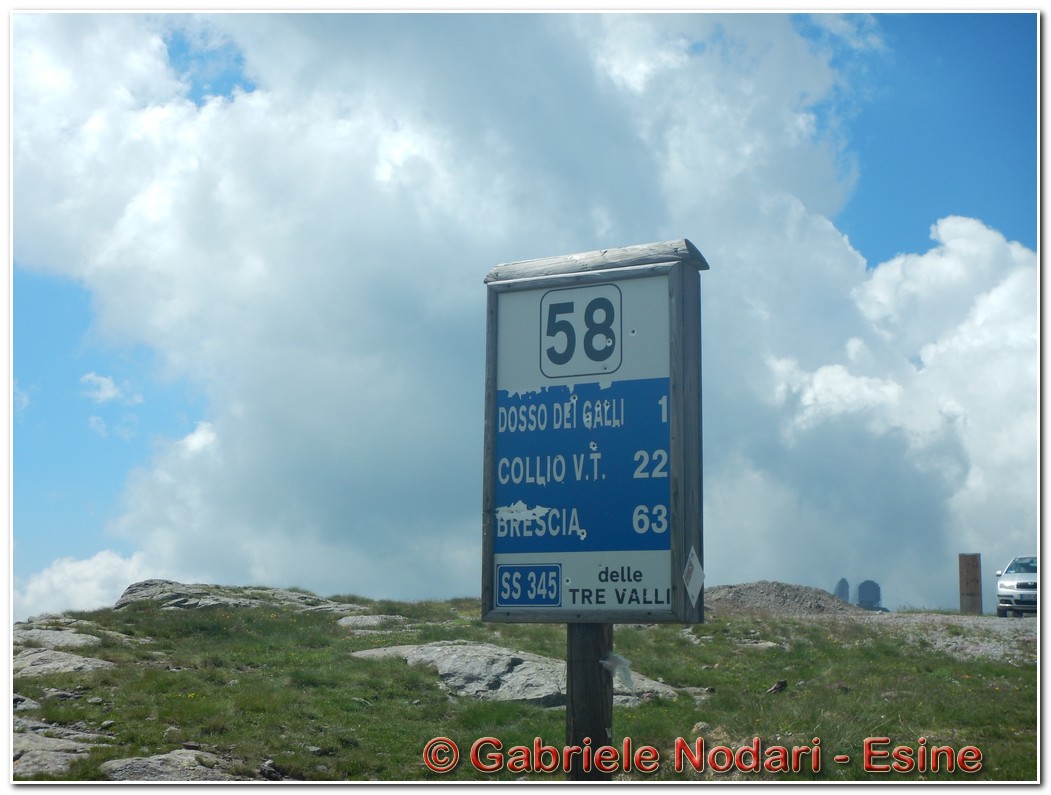 58
DOSSO DEI GALLI 1
COLLIO V.T. 22
BRESCIA 63
SS 345 delle
TRE VALLI
© Gabriele Nodari - Esine